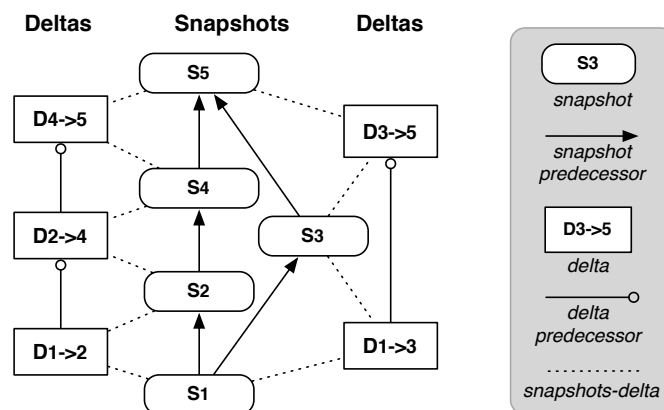 Deltas Snapshots Deltas
S5
D4->5
D3->5
S4
D2->4
S3
S2
D1->2
D1->3
S1
S3
snapshot
snapshot
predecessor
D3->5
delta
delta
predecessor
snapshots-delta